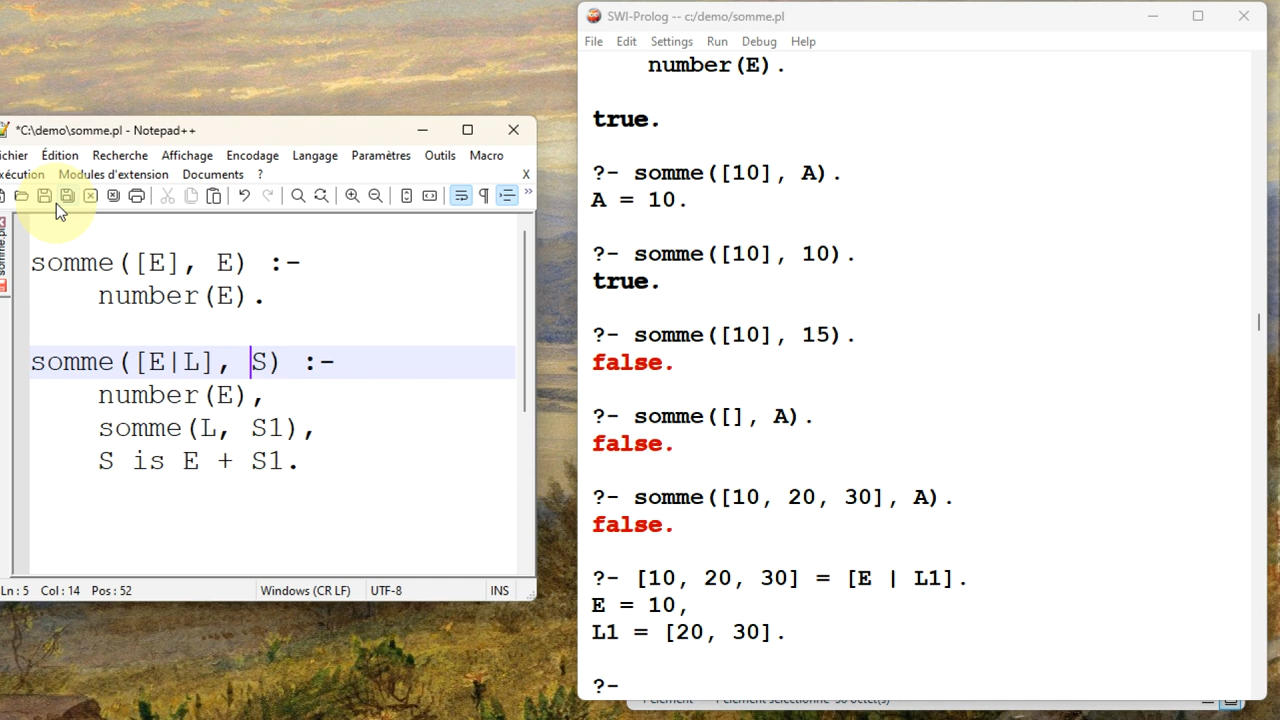 *C:\demo\somme.pl - Notepad++
ichier Édition Recherche Affichage Encodage Langage Paramètres Outils Macro
xécution Modules d'extension Documents ? X
somme.pl
somme([E], E) :-
number(E).
somme([E|L], S) :-
number(E),
somme(L, S1),
S is E + S1.
Ln : 5 Col : 14 Pos : 52 Windows (CR LF) UTF-8 INS
SWI-Prolog -- c:/demo/somme.pl
File Edit Settings Run Debug Help
number(E).
true.
?- somme([10], A).
A = 10.
?- somme([10], 10).
true.
?- somme([10], 15).
false.
?- somme([], A).
false.
?- somme([10, 20, 30], A).
false.
?- [10, 20, 30] = [E | L1].
E = 10,
L1 = [20, 30].
?-